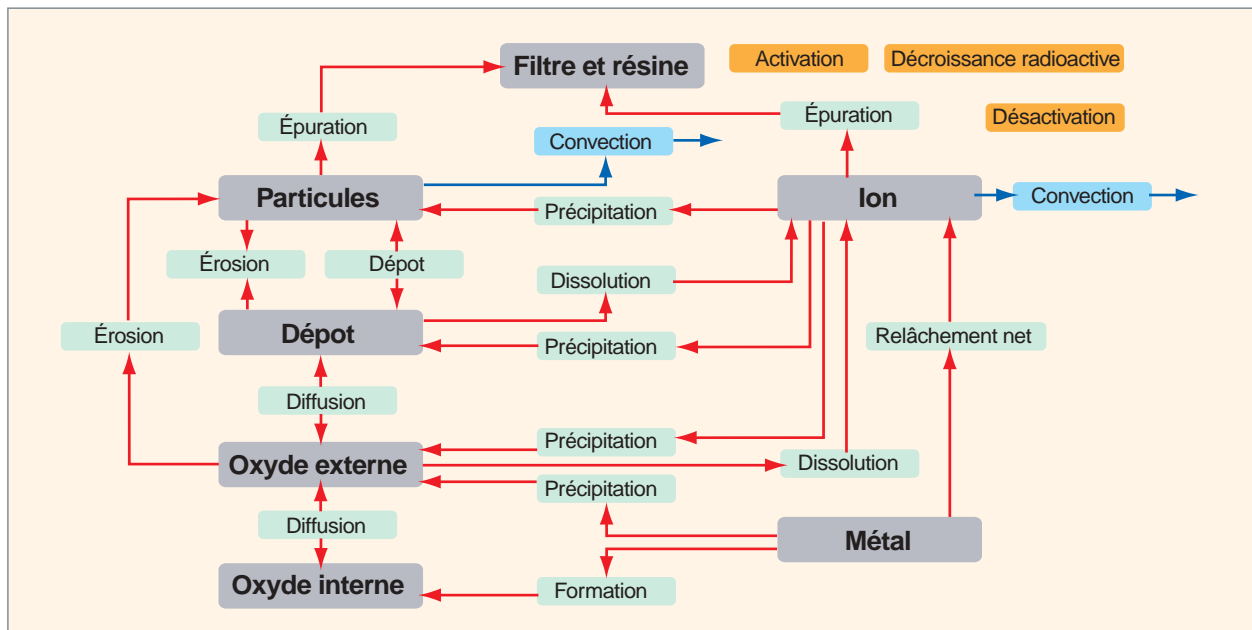 Filtre et résine
Activation
Décroissance radioactive
Épuration
Épuration
Désactivation
Convection
Particules
Ion
Convection
Précipitation
Érosion
Dépot
Dissolution
Dépôt
Érosion
Précipitation
Relâchement net
Diffusion
Précipitation
Oxyde externe
Dissolution
Précipitation
Diffusion
Métal
Oxyde interne
Formation